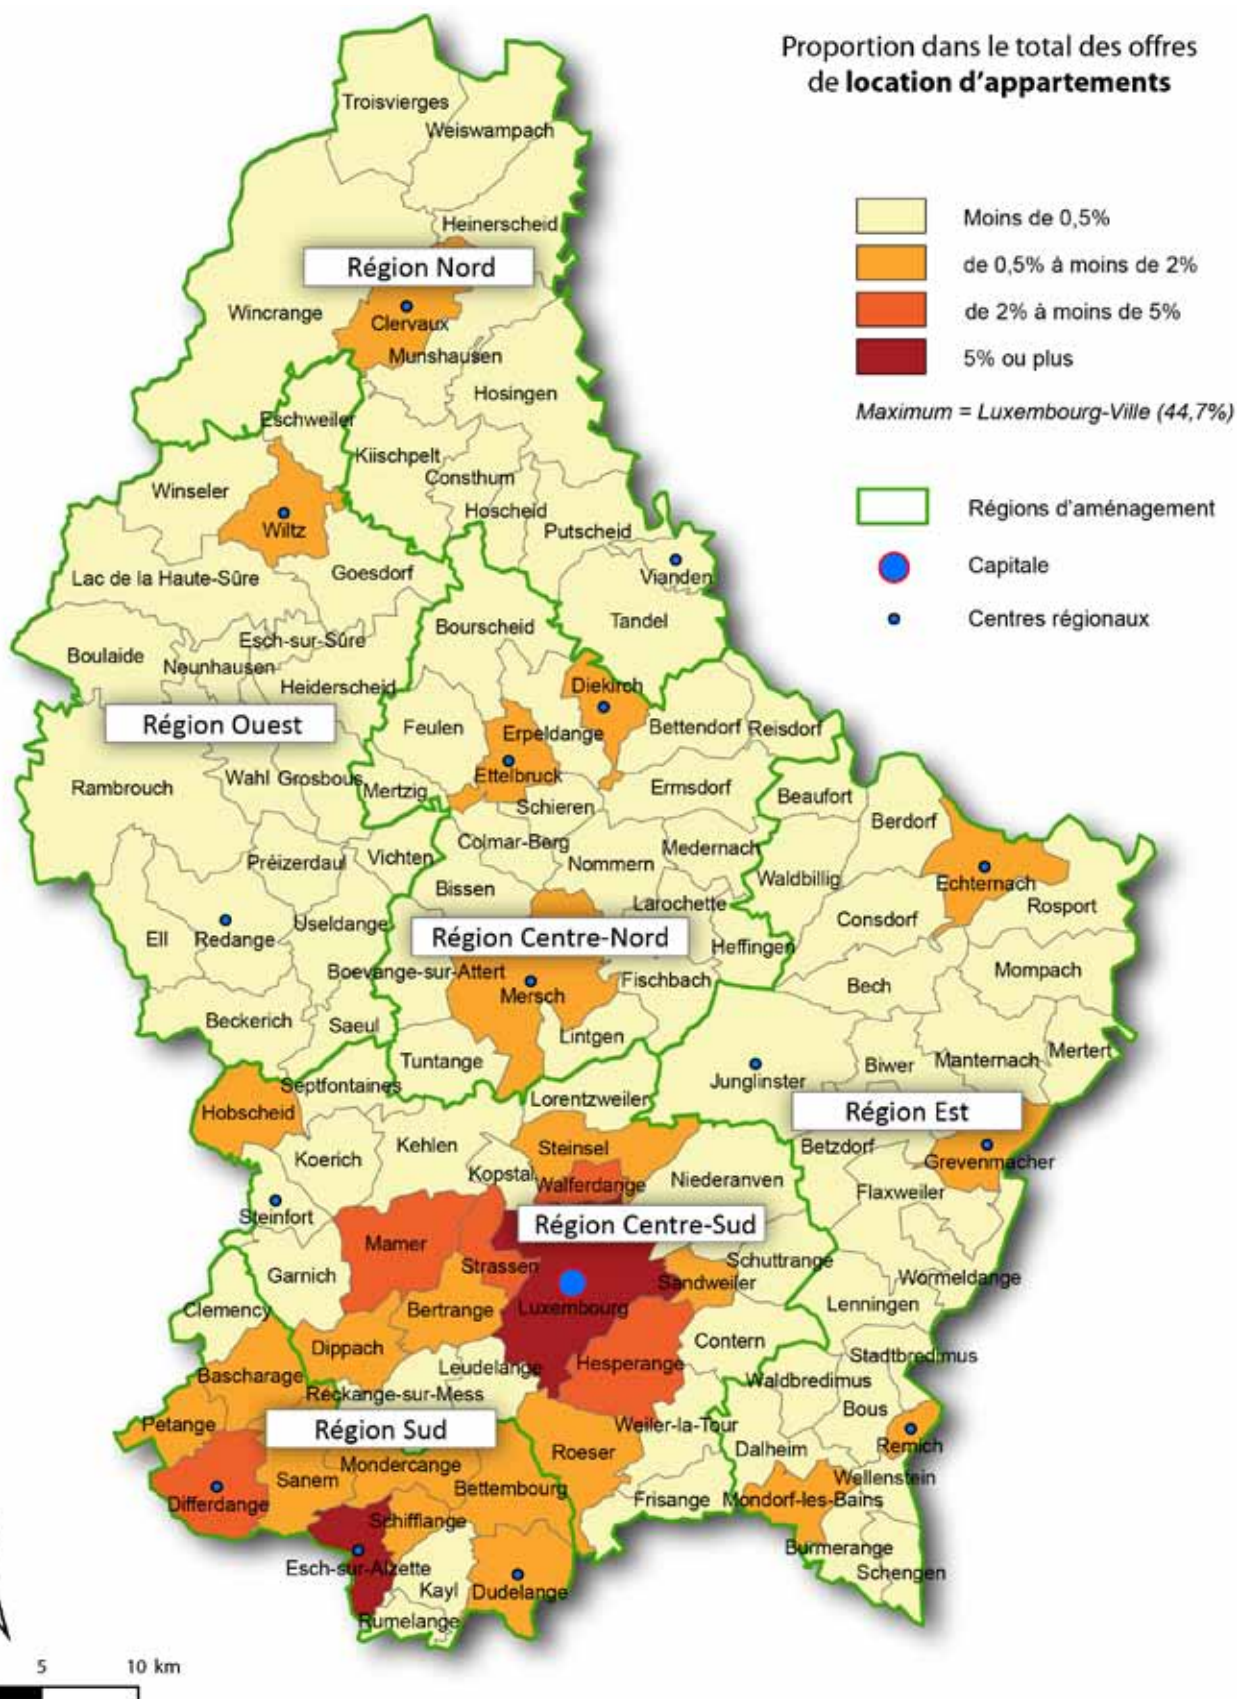 Proportion dans le total des offres
de location d'appartements
Moins de 0,5%
de 0,5% à moins de 2%
de 2% à moins de 5%
5% ou plus
Maximum = Luxembourg-Ville (44,7%)
Régions d'aménagement
Capitale
Centres régionaux
Troisvierges
Weiswampach
Heinerscheid
Région Nord
Wincrange
Clervaux
Munshausen
Hosingen
Eschweiler
Kiischpelt
Consthum
Winseler
Hoscheid
Wiltz
Putscheid
Lac de la Haute-Sûre
Goesdorf
Vianden
Tandel
Bourscheid
Esch-sur-Sûre
Boulaide
Neunhausen
Heiderscheid
Diekirch
Région Ouest
Feulen
Erpeldange
Bettendorf
Reisdorf
Ettelbruck
Rambrouch
Wahl
Grosbous
Mertzig
Ermsdorf
Beaufort
Schieren
Berdorf
Colmar-Berg
Medernach
Préizerdaul
Vichten
Nommern
Waldbillig
Echternach
Bissen
Larochette
Rosport
Useldange
Consdorf
Ell
Redange
Région Centre-Nord
Heffingen
Boevange-sur-Attert
Mersch
Fischbach
Mompach
Bech
Beckerich
Saeul
Lintgen
Tuntange
Junglinster
Biwer
Manternach
Mertert
Septfontaines
Lorentzweiler
Hobscheid
Région Est
Kehlen
Steinsel
Betzdorf
Koerich
Grevenmacher
Kopstal
Walferdange
Niederanven
Flaxweiler
Steinfort
Région Centre-Sud
Mamer
Strassen
Schuttrange
Garnich
Sandweiler
Wormeldange
Clemency
Bertrange
Luxembourg
Lenningen
Dippach
Contern
Leudelange
Hesperange
Stadtbredimus
Bascharage
Waldbredimus
Reckange-sur-Mess
Bous
Petange
Région Sud
Weiler-la-Tour
Roeser
Dalheim
Remich
Mondercange
Sanem
Bettembourg
Wellenstein
Differdange
Frisange
Mondorf-les-Bains
Schifflange
Burmerange
Esch-sur-Alzette
Schengen
Kayl
Dudelange
Rumelange
5
10 km